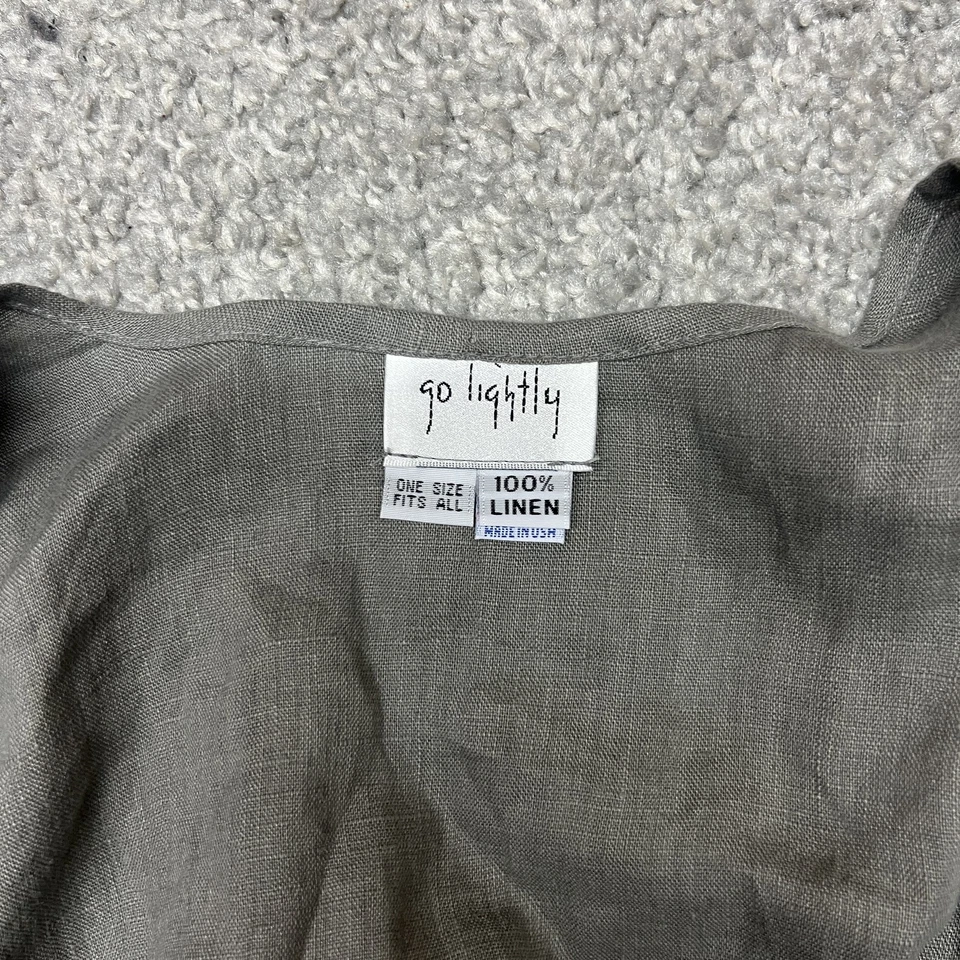 go lightly
ONE SIZE
FITS ALL
100%
LINEN
MADE IN USA